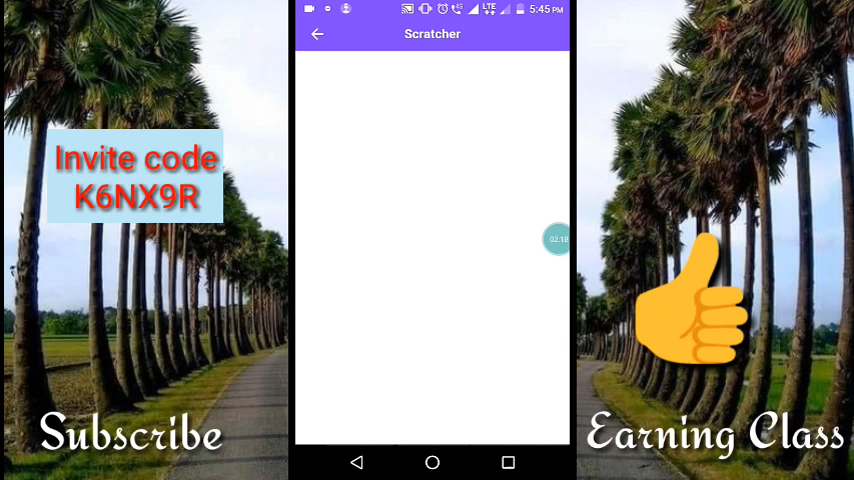 LTE
5:45 PM
Scratcher
Invite code
K6NX9R
02:18
Subscribe
Earning Class